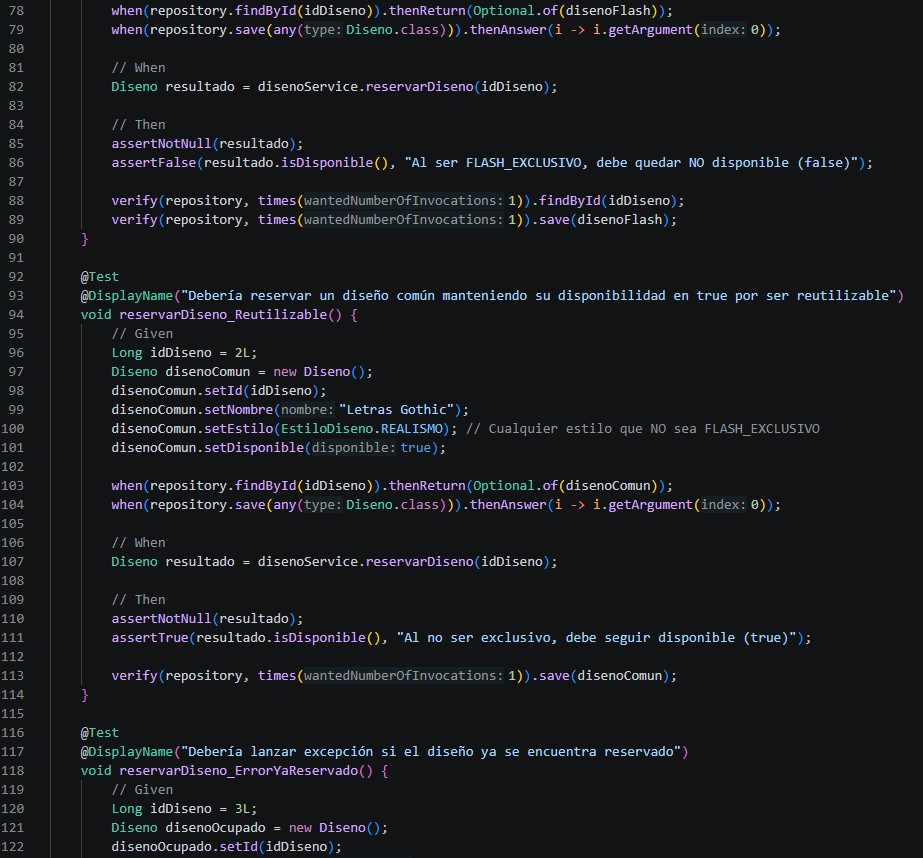 78 when(repository.findById(idDiseno)).thenReturn(Optional.of(disenoFlash));
79 when(repository.save(any(type: Diseno.class))).thenAnswer(i -> i.getArgument(index: 0));
80
81 // When
82 Diseno resultado = disenoService.reservarDiseno(idDiseno);
83
84 // Then
85 assertNotNull(resultado);
86 assertFalse(resultado.isDisponible(), "Al ser FLASH_EXCLUSIVO, debe quedar NO disponible (false)");
87
88 verify(repository, times(wantedNumberOfInvocations: 1)).findById(idDiseno);
89 verify(repository, times(wantedNumberOfInvocations: 1)).save(disenoFlash);
90 }
91
92 @Test
93 @DisplayName("Debería reservar un diseño común manteniendo su disponibilidad en true por ser reutilizable")
94 void reservarDiseno_Reutilizable() {
95 // Given
96 Long idDiseno = 2L;
97 Diseno disenoComun = new Diseno();
98 disenoComun.setId(idDiseno);
99 disenoComun.setNombre(nombre: "Letras Gothic");
100 disenoComun.setEstilo(EstiloDiseno.REALISMO); // Cualquier estilo que NO sea FLASH_EXCLUSIVO
101 disenoComun.setDisponible(disponible: true);
102
103 when(repository.findById(idDiseno)).thenReturn(Optional.of(disenoComun));
104 when(repository.save(any(type: Diseno.class))).thenAnswer(i -> i.getArgument(index: 0));
105
106 // When
107 Diseno resultado = disenoService.reservarDiseno(idDiseno);
108
109 // Then
110 assertNotNull(resultado);
111 assertTrue(resultado.isDisponible(), "Al no ser exclusivo, debe seguir disponible (true)");
112
113 verify(repository, times(wantedNumberOfInvocations: 1)).save(disenoComun);
114 }
115
116 @Test
117 @DisplayName("Debería lanzar excepción si el diseño ya se encuentra reservado")
118 void reservarDiseno_ErrorYaReservado() {
119 // Given
120 Long idDiseno = 3L;
121 Diseno disenoOcupado = new Diseno();
122 disenoOcupado.setId(idDiseno);